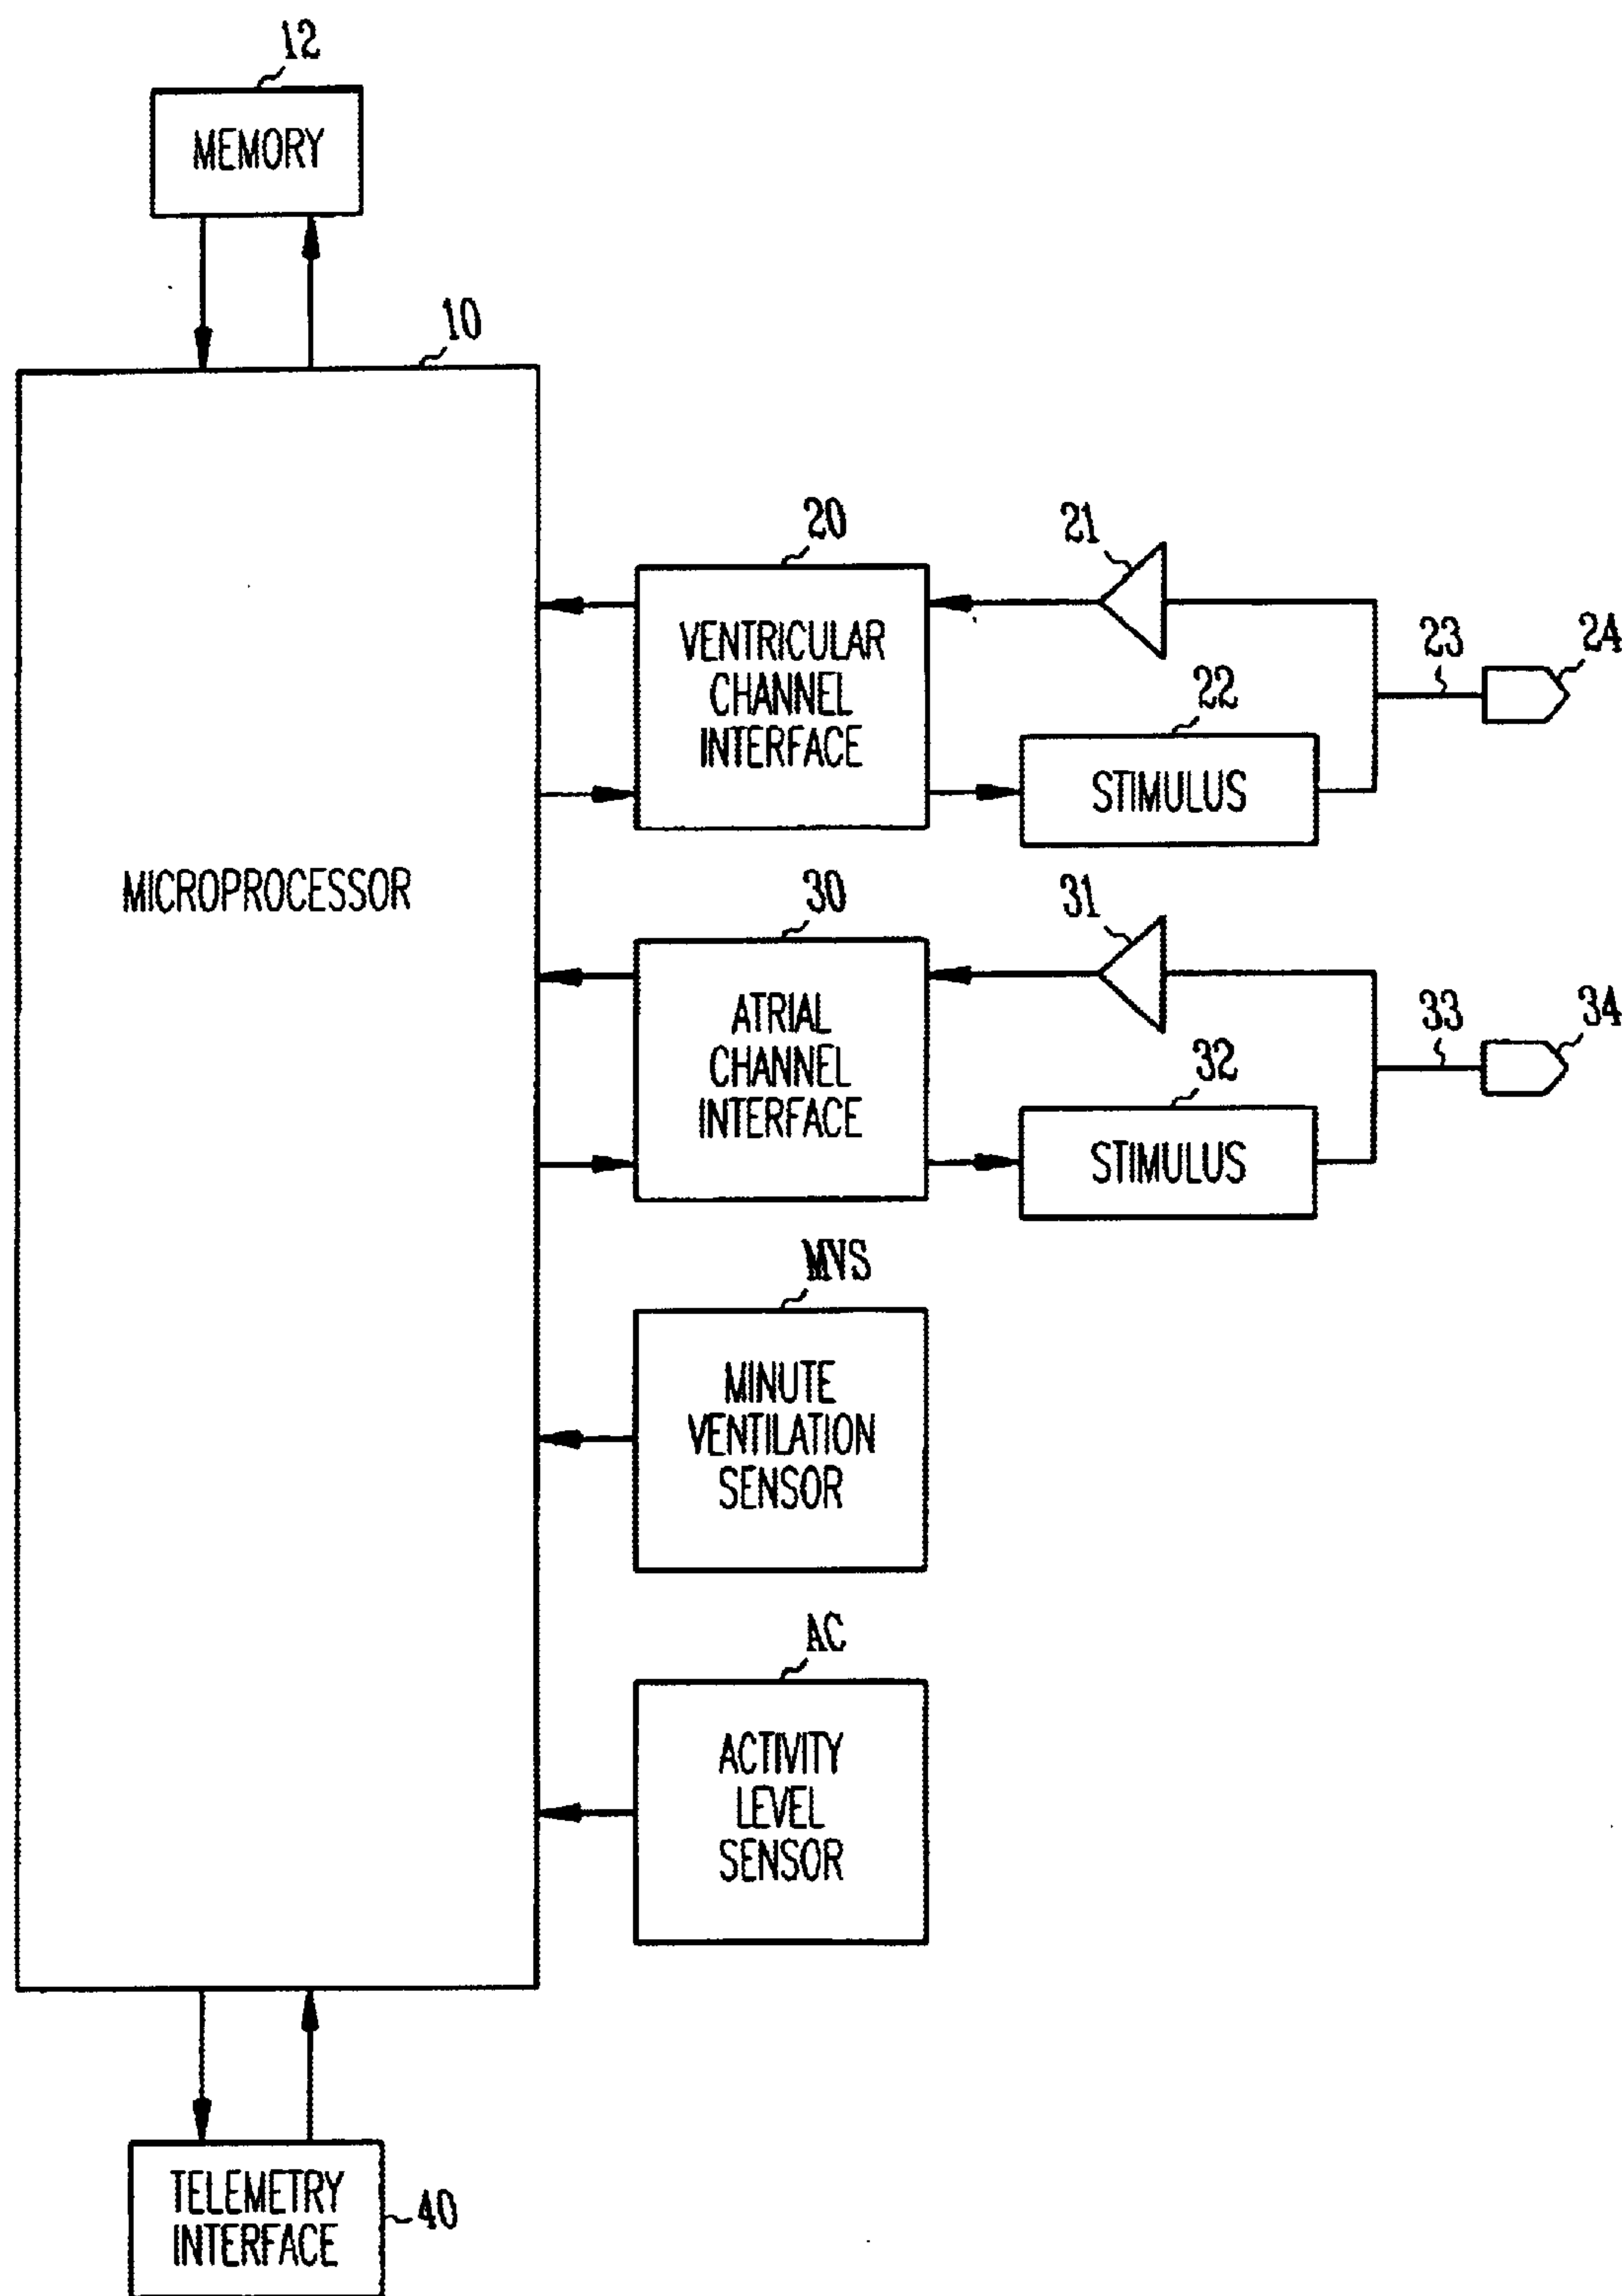 12
MEMORY
10
MICROPROCESSOR
20
VENTRICULAR
CHANNEL
INTERFACE
21
22
STIMULUS
23
24
30
ATRIAL
CHANNEL
INTERFACE
31
32
STIMULUS
33
34
MVS
MINUTE
VENTILATION
SENSOR
AC
ACTIVITY
LEVEL
SENSOR
TELEMETRY
INTERFACE
40